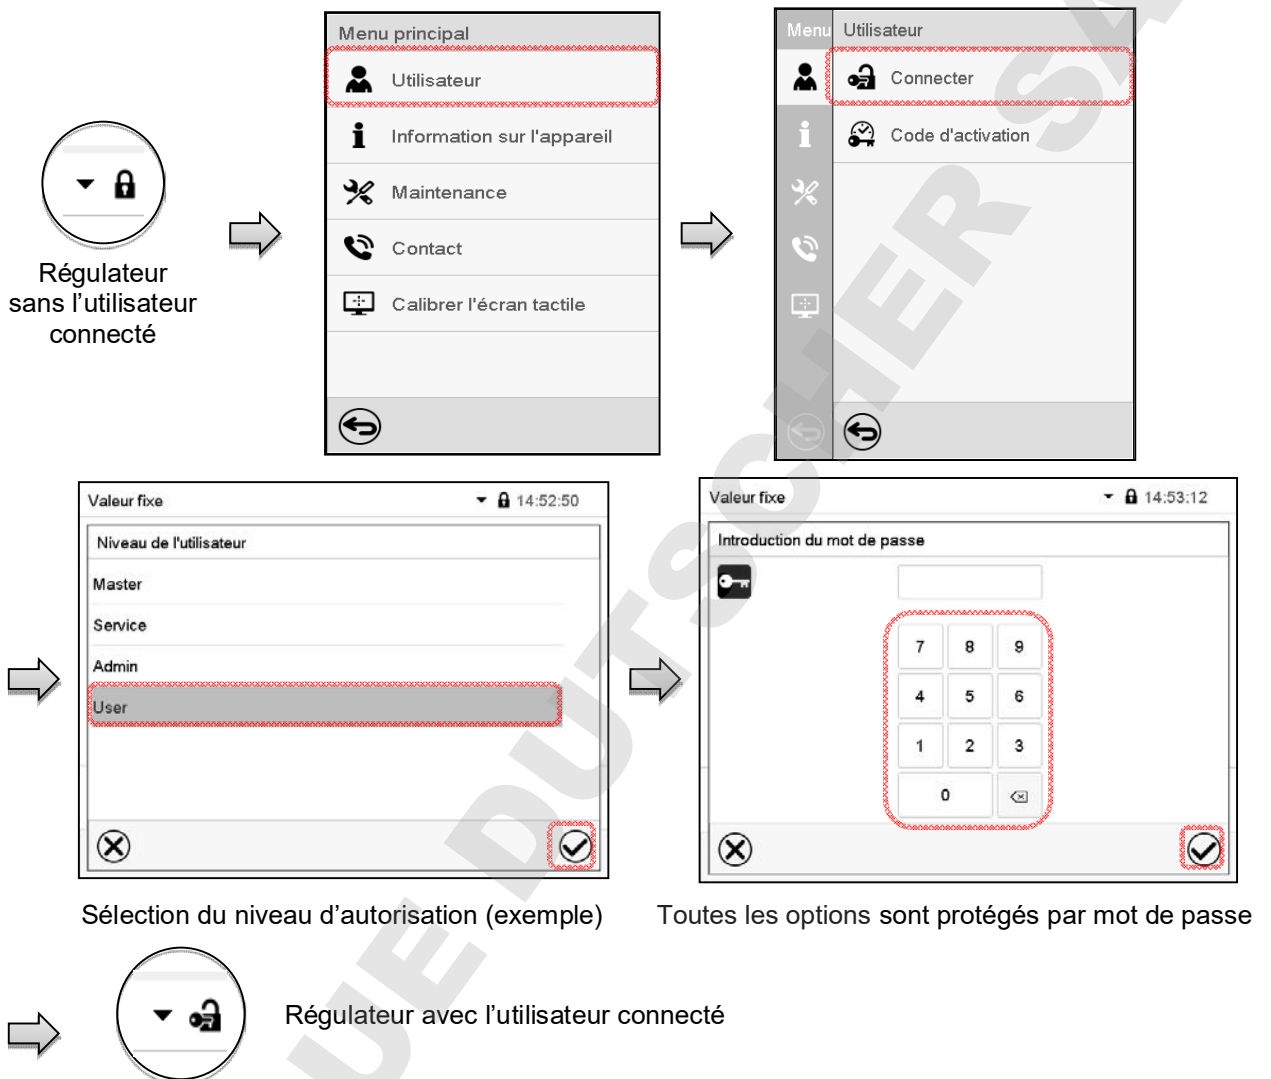 Menu principal
Utilisateur
Information sur l'appareil
Maintenance
Contact
Calibrer l'écran tactile
Menu
Utilisateur
Connecter
Code d'activation
Régulateur
sans l'utilisateur
connecté
Valeur fixe
14:52:50
Niveau de l'utilisateur
Master
Service
Admin
User
Valeur fixe
14:53:12
Introduction du mot de passe
7 8 9
4 5 6
1 2 3
0
Sélection du niveau d'autorisation (exemple)
Toutes les options sont protégés par mot de passe
Régulateur avec l'utilisateur connecté
UE DUTSCHER SA